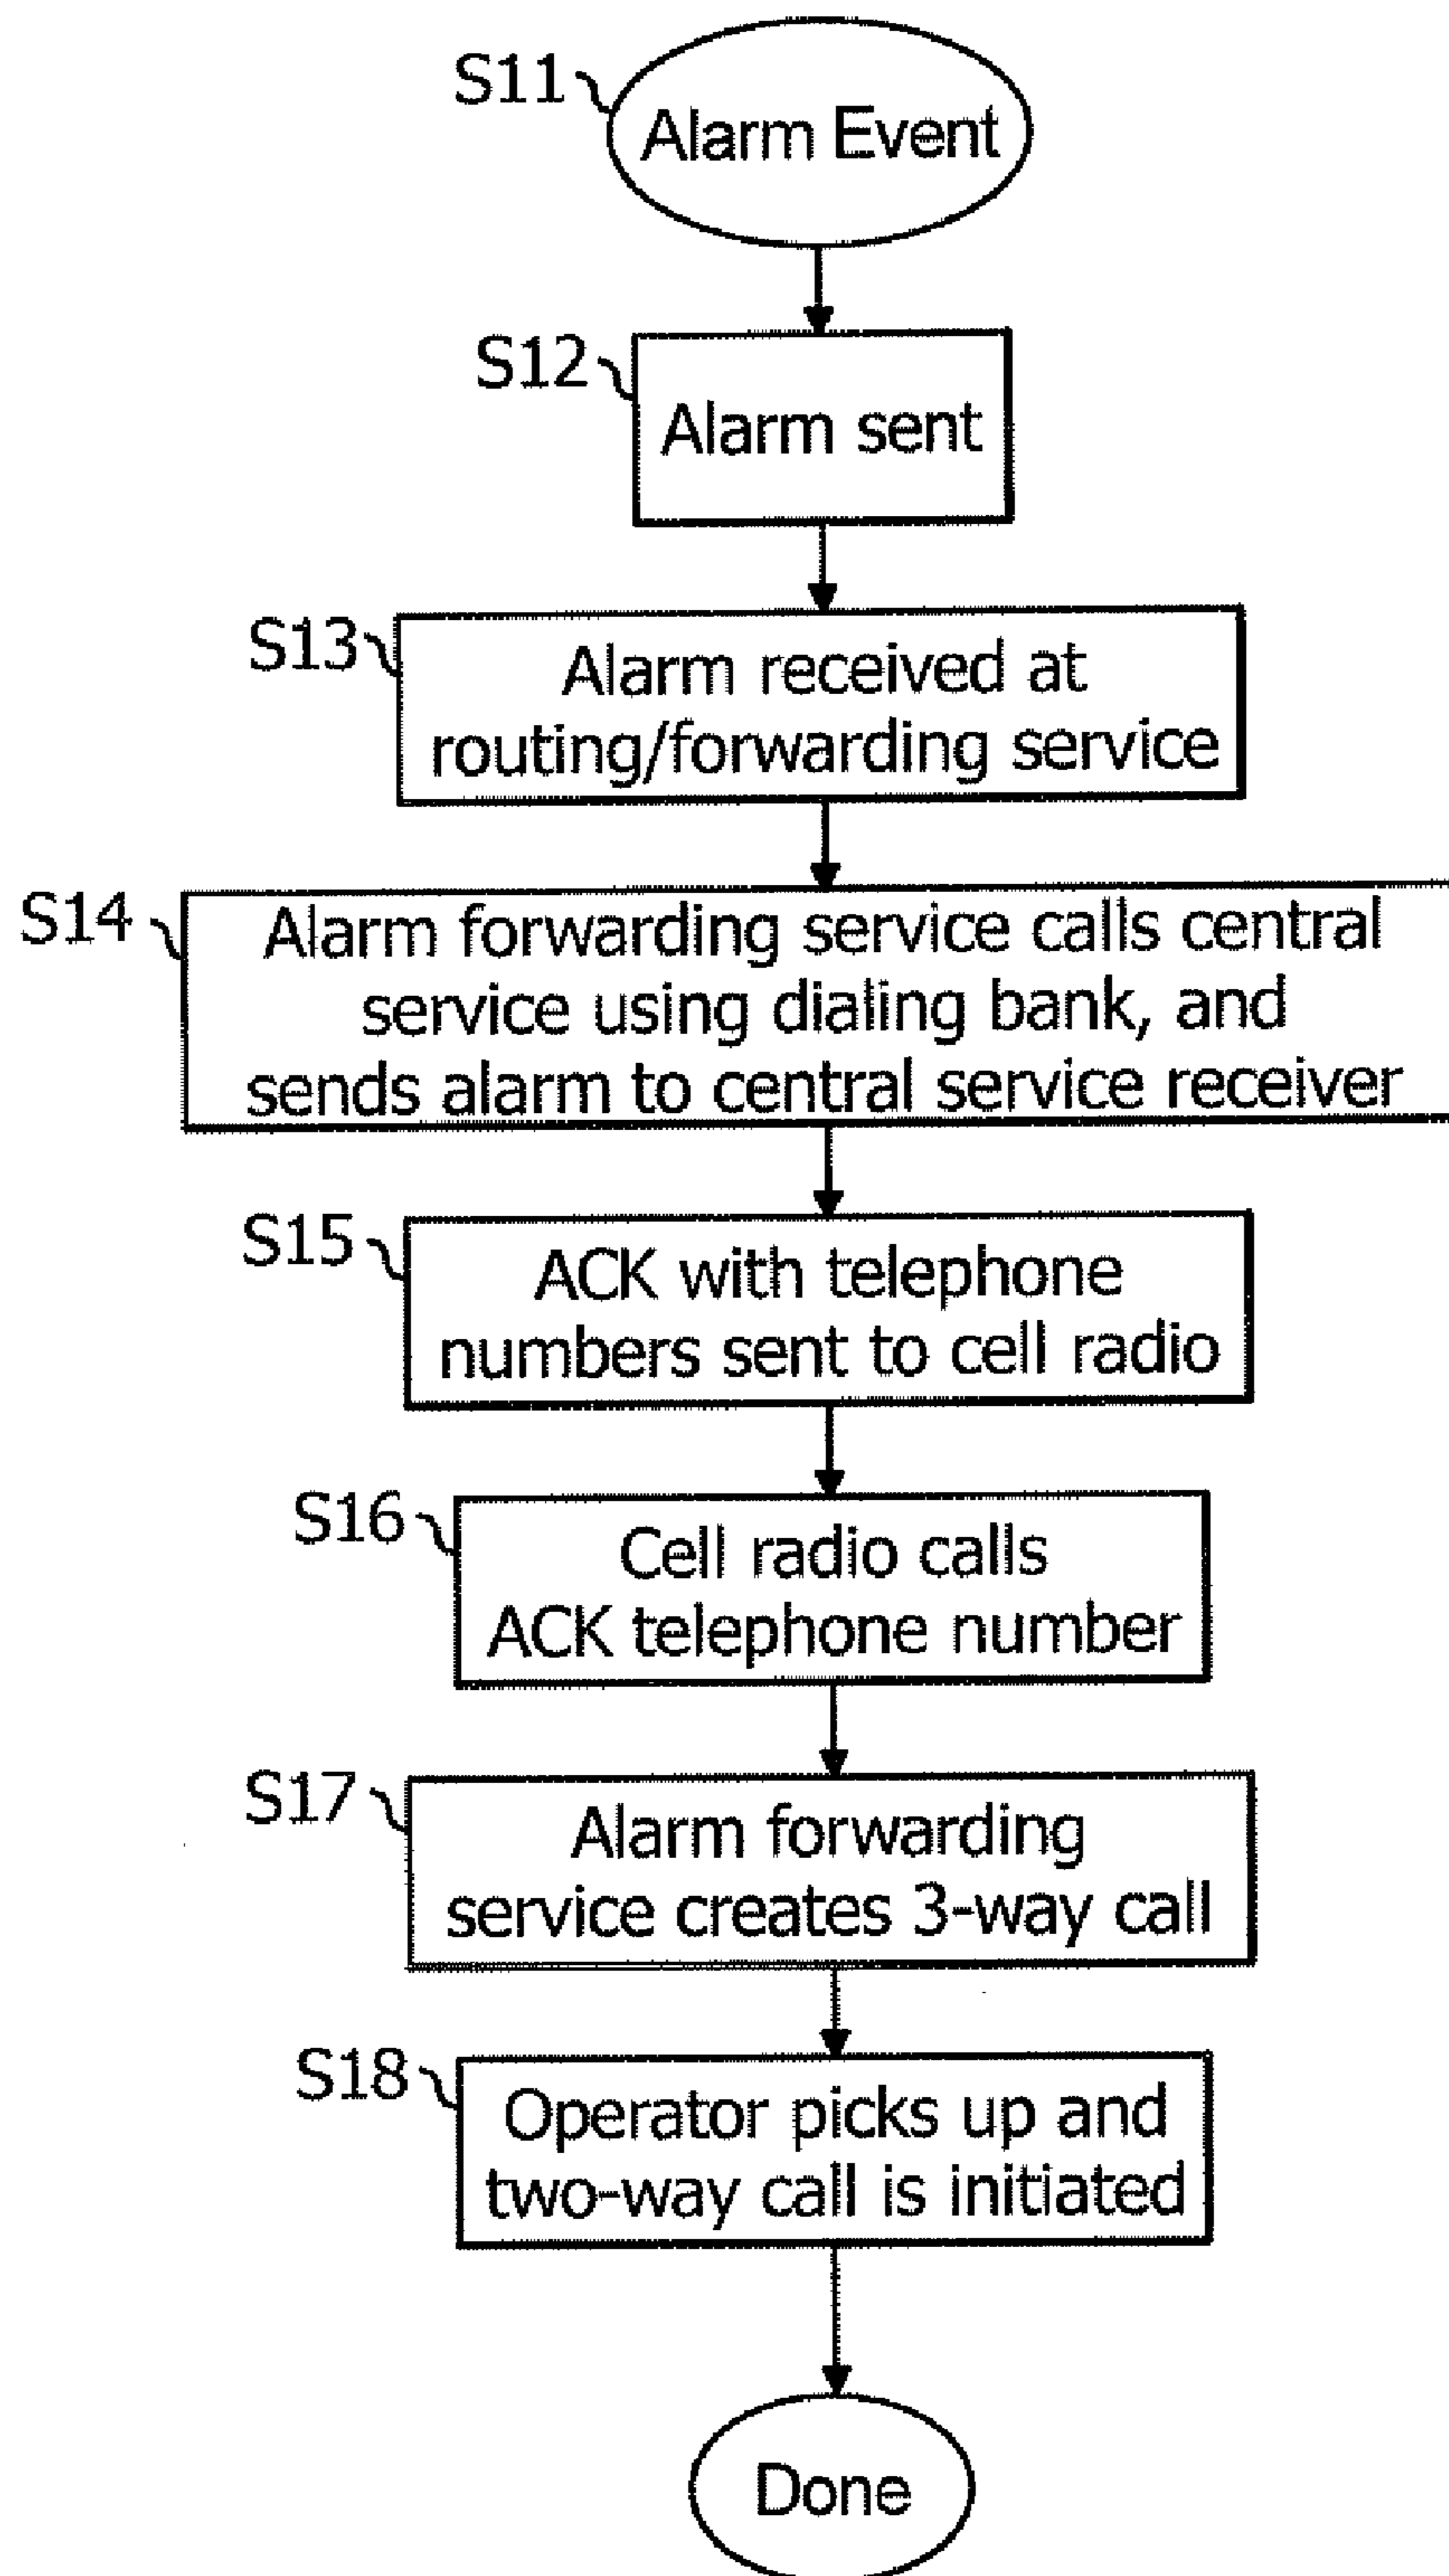 S11
Alarm Event
S12
Alarm sent
S13
Alarm received at
routing/forwarding service
S14
Alarm forwarding service calls central
service using dialing bank, and
sends alarm to central service receiver
S15
ACK with telephone
numbers sent to cell radio
S16
Cell radio calls
ACK telephone number
S17
Alarm forwarding
service creates 3-way call
S18
Operator picks up and
two-way call is initiated
Done